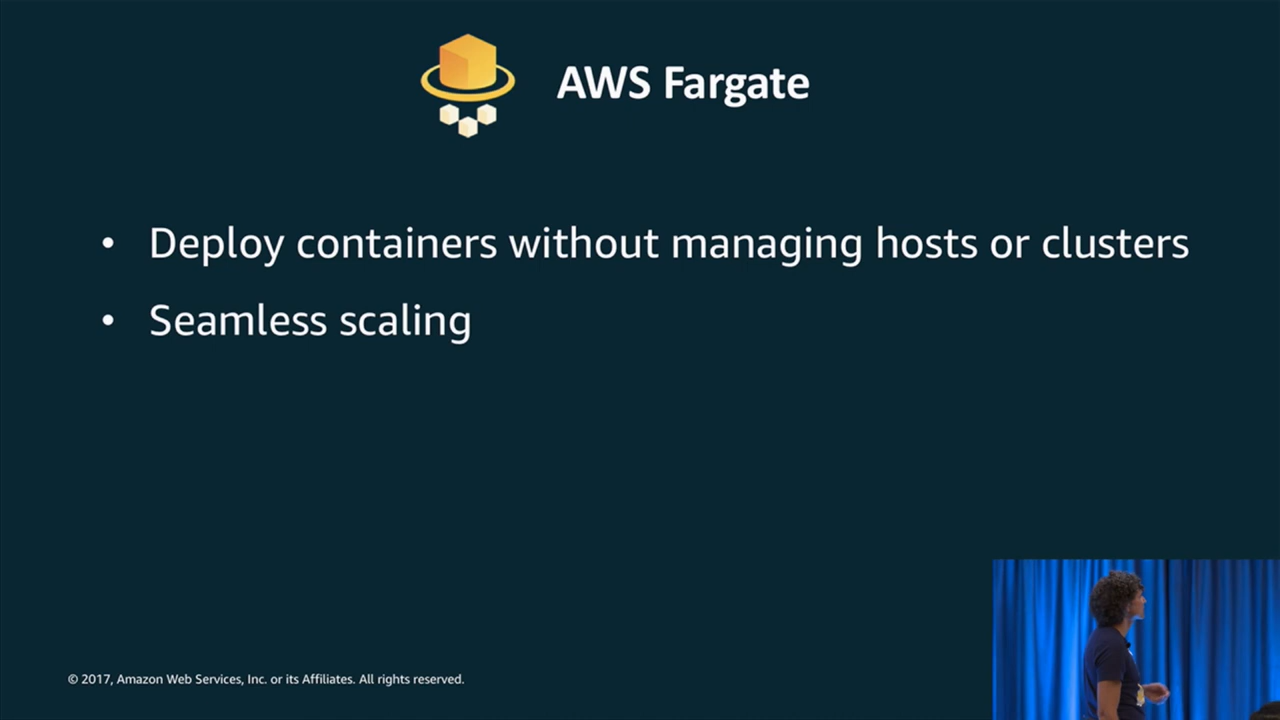 AWS Fargate
• Deploy containers without managing hosts or clusters
• Seamless scaling
© 2017, Amazon Web Services, Inc. or its Affiliates. All rights reserved.